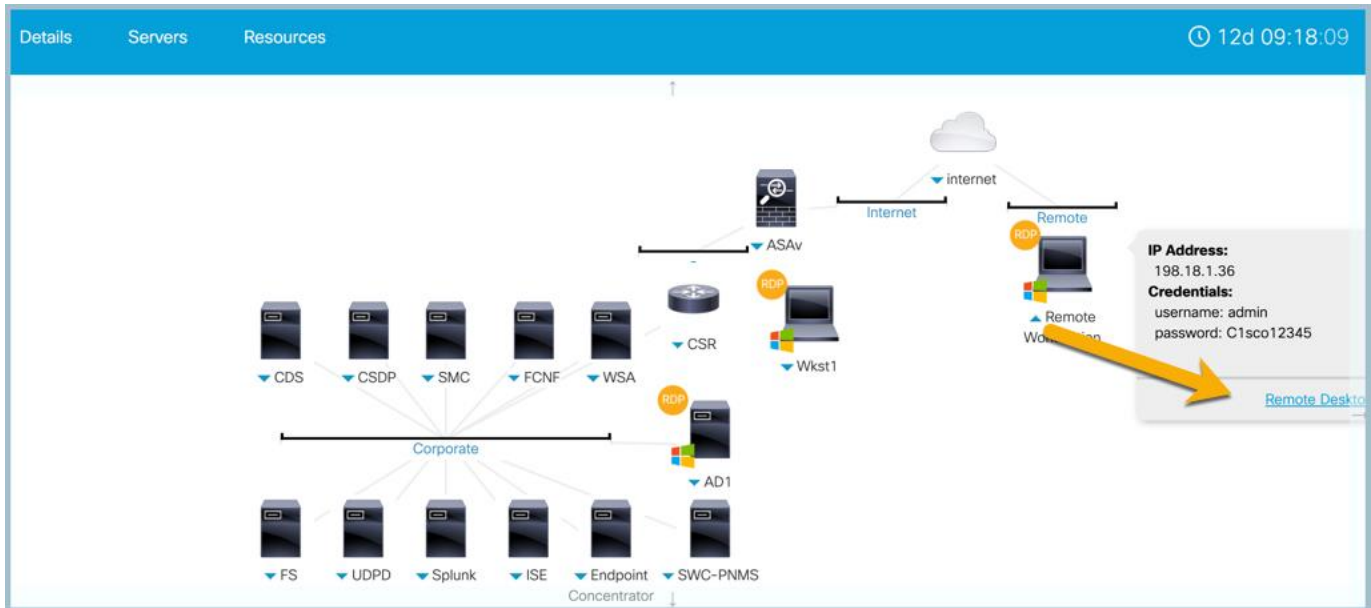 Details Servers Resources 12d 09:18:09
internet
Internet
Remote
RDP
ASAv
IP Address:
198.18.1.36
Credentials:
username: admin
password: C1sco12345
RDP
Remote
CSR
Wkst1
CDS CSDP SMC FCNF WSA
RDP
Remote Deskto
Corporate
AD1
FS UDPD Splunk ISE Endpoint SWC-PNMS
Concentrator